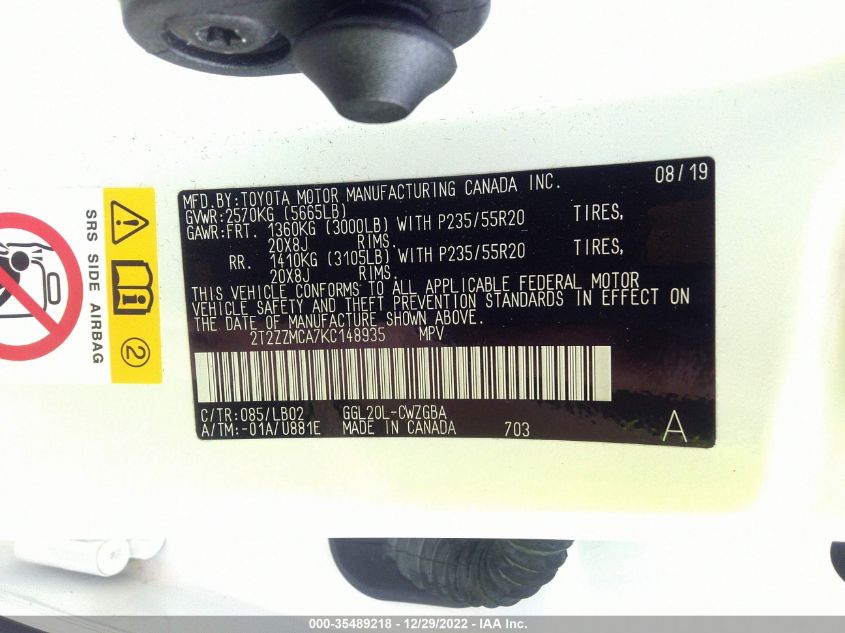 MFD.BY:TOYOTA MOTOR MANUFACTURING CANADA INC. 08/19
GVWR:2570KG (5665LB)
GAWR:FRT. 1360KG (3000LB) WITH P235/55R20 TIRES,
20X8J RIMS.
RR. 1410KG (3105LB) WITH P235/55R20 TIRES,
20X8J RIMS.
THIS VEHICLE CONFORMS TO ALL APPLICABLE FEDERAL MOTOR
VEHICLE SAFETY AND THEFT PREVENTION STANDARDS IN EFFECT ON
THE DATE OF MANUFACTURE SHOWN ABOVE.
2T2ZZMCA7KC148935 MPV
C/TR:085/LB02 GGL20L-CWZGBA
A/TM:-01A/U881E MADE IN CANADA 703 A
SRS SIDE AIRBAG
2
000-35489218 - 12/29/2022 - IAA Inc.